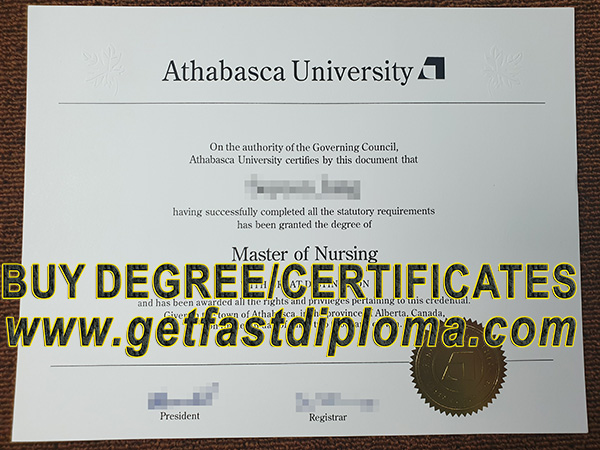 Athabasca University
On the authority of the Governing Council,
Athabasca University certifies by this document that
having successfully completed all the statutory requirements
has been granted the degree of
Master of Nursing
BUY DEGREE/CERTIFICATES
and has been awarded all the rights and privileges pertaining to this credential.
www.getfastdiploma.com
President
Registrar